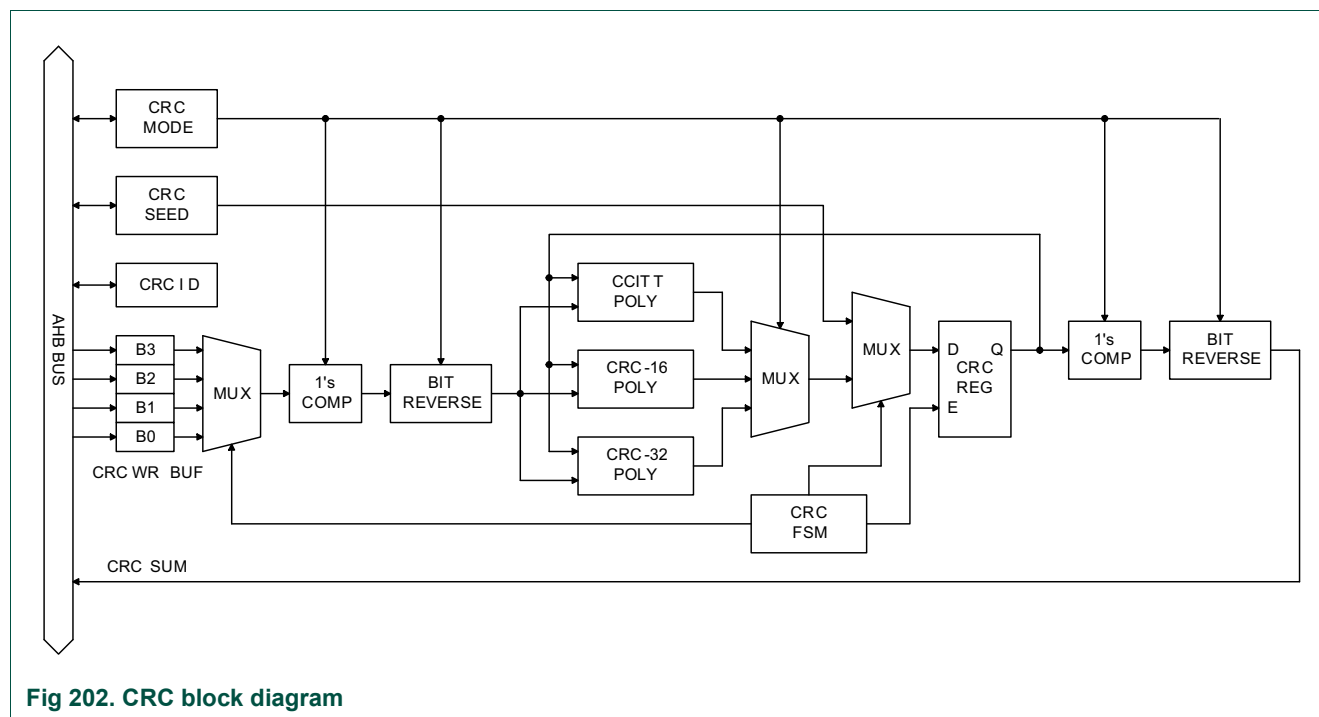 CRC
MODE
CRC
SEED
CRC I D
AHB BUS
B3
B2
B1
B0
CRC WR BUF
MUX
1's
COMP
BIT
REVERSE
CCIT T
POLY
CRC-16
POLY
CRC-32
POLY
MUX
MUX
D Q
CRC
REG
E
1's
COMP
BIT
REVERSE
CRC
FSM
CRC SUM
Fig 202. CRC block diagram